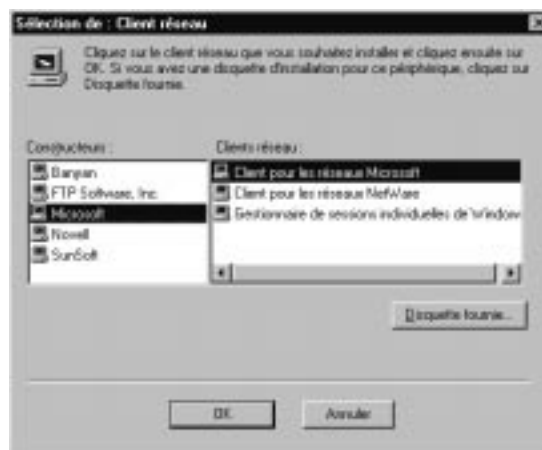 Sélection de : Client réseau
Cliquez sur le client réseau que vous souhaitez installer et cliquez ensuite sur
OK. Si vous avez une disquette d'installation pour ce périphérique, cliquez sur
Disquette fournie.
Constructeurs :
Clients réseau :
Banyan
FTP Software, Inc.
Microsoft
Novell
SunSoft
Client pour les réseaux Microsoft
Client pour les réseaux NetWare
Gestionnaire de sessions individuelles de Window
Disquette fournie...
OK
Annuler